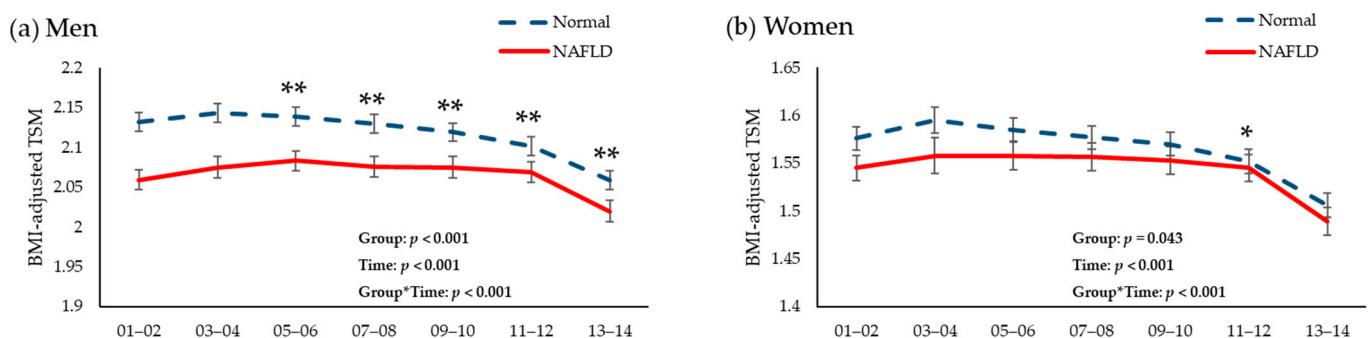 (a) Men
Normal
NAFLD
BMI-adjusted TSM
2.2
2.15
2.1
2.05
2
1.95
1.9
** ** ** ** **
Group: p < 0.001
Time: p < 0.001
Group*Time: p < 0.001
01–02 03–04 05–06 07–08 09–10 11–12 13–14
(b) Women
Normal
NAFLD
BMI-adjusted TSM
1.65
1.6
1.55
1.5
1.45
1.4
*
Group: p = 0.043
Time: p < 0.001
Group*Time: p < 0.001
01–02 03–04 05–06 07–08 09–10 11–12 13–14